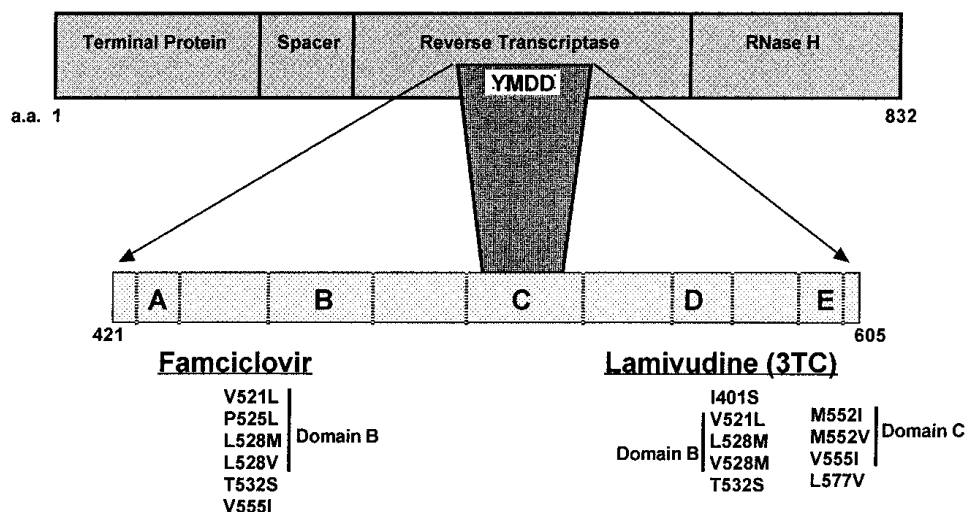 Terminal Protein Spacer Reverse Transcriptase RNase H
YMDD
a.a. 1 832
A B C D E
421 605
Famciclovir
V521L
P525L
L528M
L528V
T532S
V555I
Domain B
Lamivudine (3TC)
I401S
V521L
L528M
V528M
T532S
Domain B
M552I
M552V
V555I
L577V
Domain C